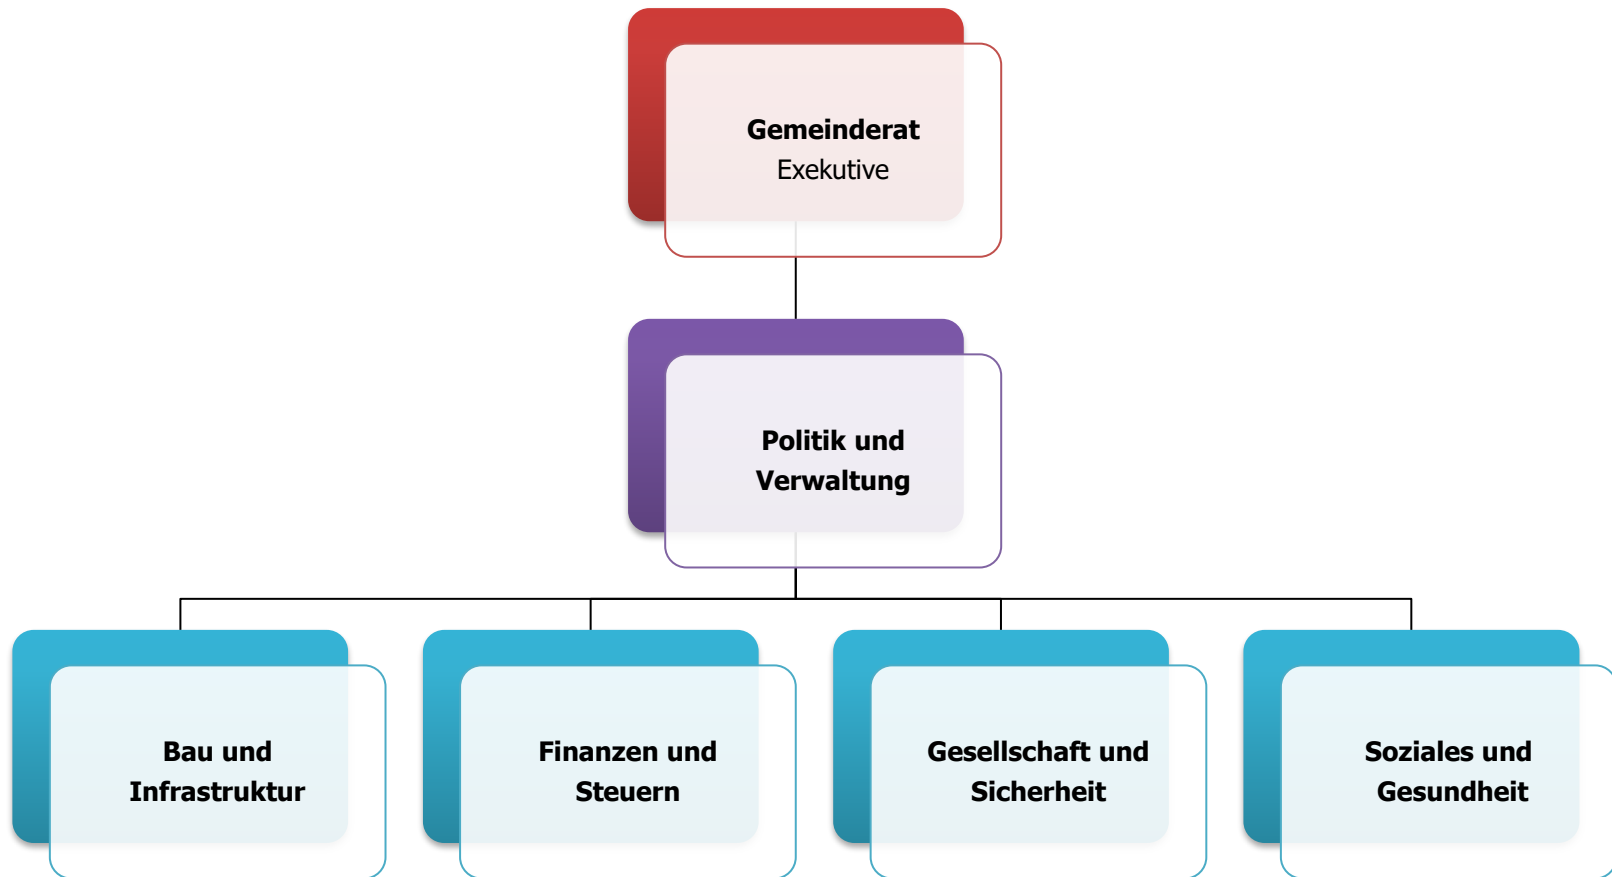 Gemeinderat
Exekutive
Politik und
Verwaltung
Bau und
Infrastruktur
Finanzen und
Steuern
Gesellschaft und
Sicherheit
Soziales und
Gesundheit